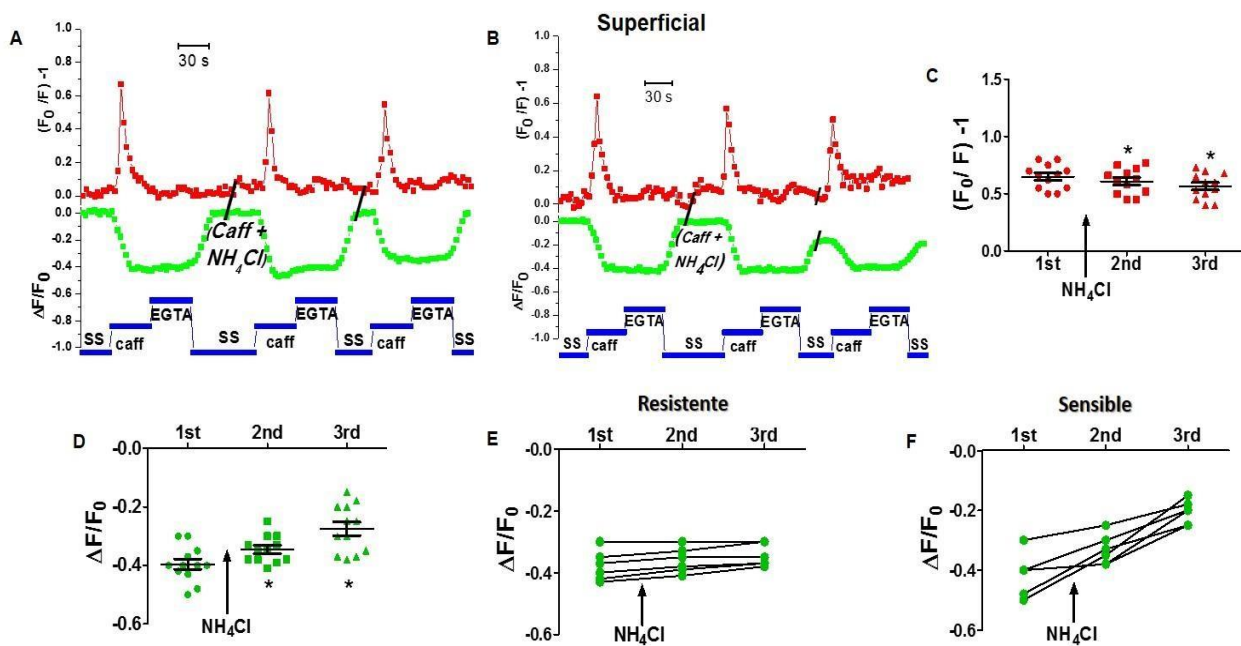 Superficial
A
1.0
0.8
0.6
0.4
0.2
0.0
(F0 /F) -1
30 s
0.0
-0.2
-0.4
-0.6
-0.8
-1.0
ΔF/F0
(Caff +
NH4Cl)
SS
caff
EGTA
SS
caff
EGTA
SS
caff
EGTA
SS
B
1.0
0.8
0.6
0.4
0.2
0.0
(F0 /F) -1
30 s
0.0
-0.2
-0.4
-0.6
-0.8
-1.0
ΔF/F0
(Caff +
NH4Cl)
SS
caff
EGTA
SS
caff
EGTA
SS
caff
EGTA
SS
C
1.5
1.0
0.5
0.0
(F0/ F) -1
* *
1st 2nd 3rd
NH4Cl
D
1st 2nd 3rd
-0.0
-0.2
-0.4
-0.6
ΔF/F0
* *
NH4Cl
Resistente
E
1st 2nd 3rd
-0.0
-0.2
-0.4
-0.6
ΔF/F0
NH4Cl
Sensible
F
1st 2nd 3rd
-0.0
-0.2
-0.4
-0.6
ΔF/F0
NH4Cl